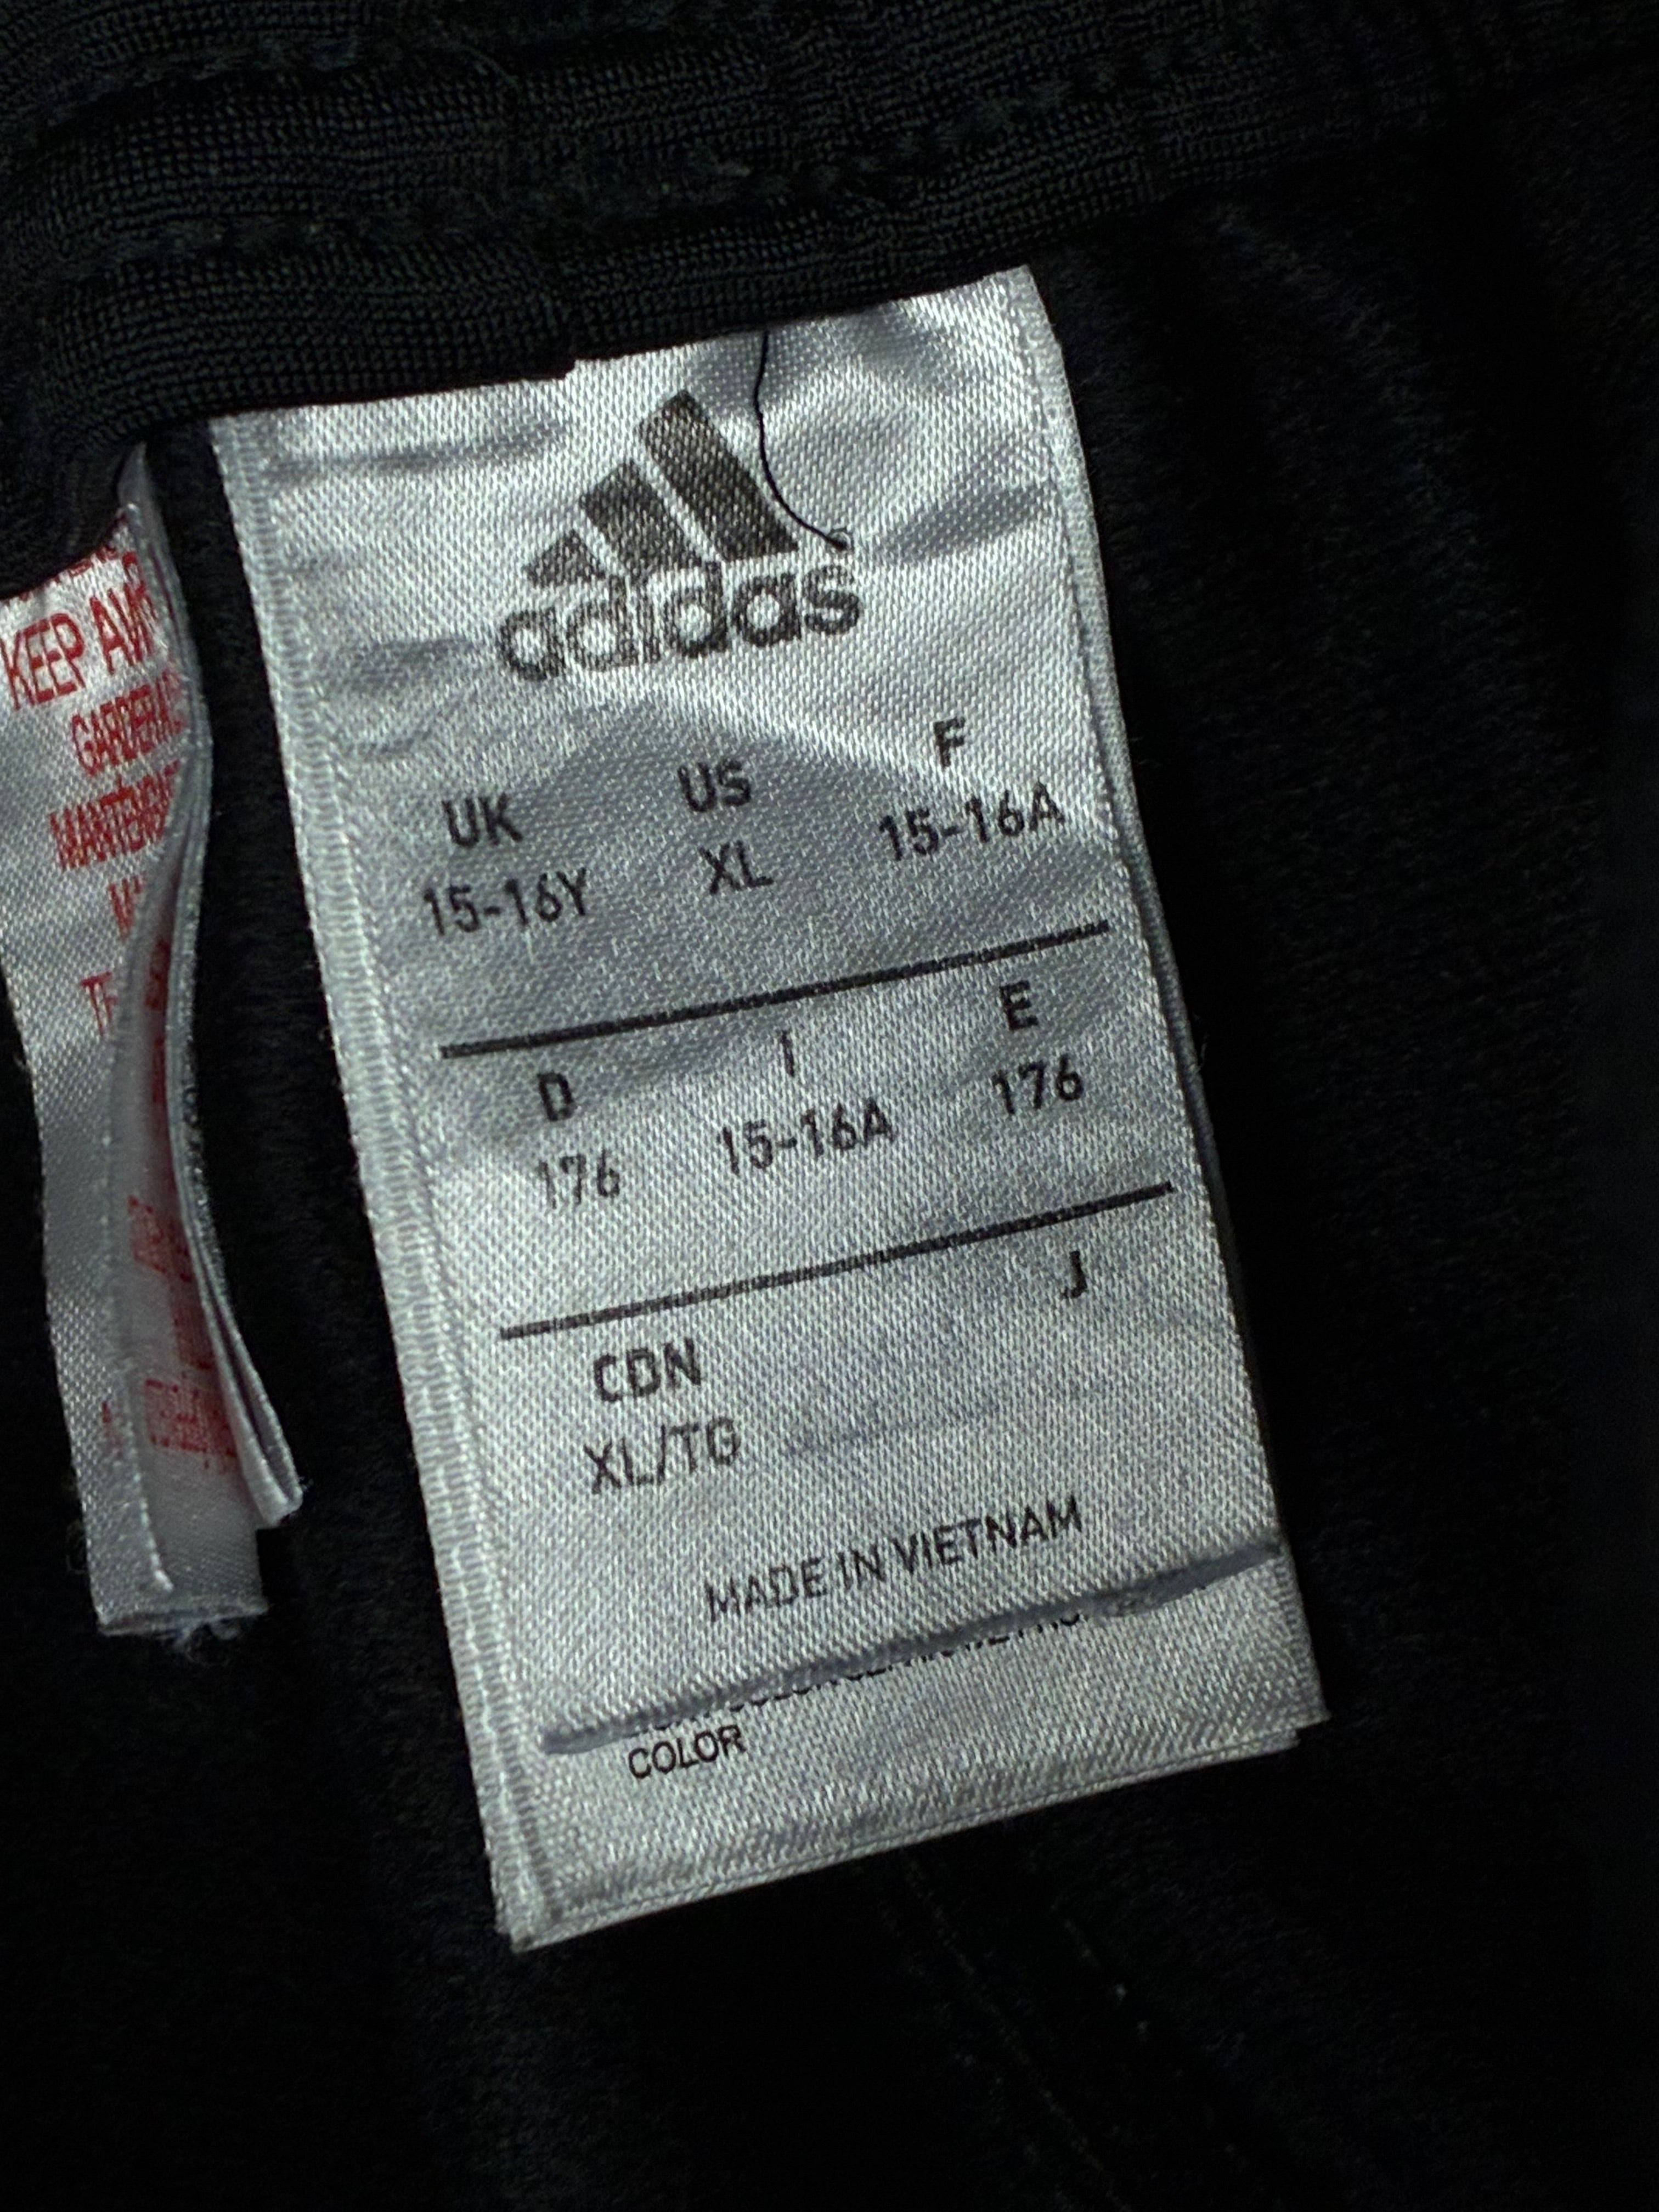 adidas
UK US F
15-16Y XL 15-16A
D I E
176 15-16A 176
CDN J
XL/TG
MADE IN VIETNAM
COLOR
KEEP AWAY